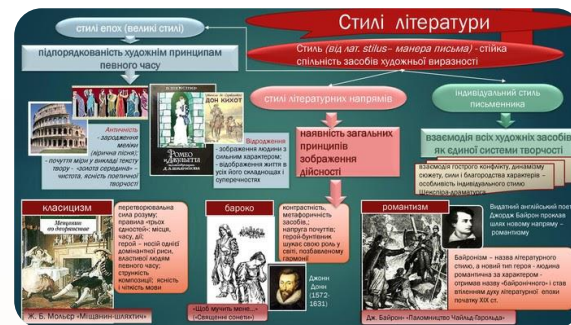 Стилі літератури
стилі епох (великі стилі)
Стиль (від лат. stilus– манера письма) - стійка
спільність засобів художньої виразності
підпорядкованість художнім принципам
певного часу
стилі літературних напрямів
індивідуальний стиль
письменника
Античність
- зародження
мелики
(лірична пісня);
- почуття міри у викладі тексту
твору - «золота середина» –
чистота, ясність поетичної
творчості
ДОН КИХОТ
Ромео и
Джульетта
Відродження
- зображення людини з
сильним характером;
- відображення життя в
усіх його складнощах і
суперечностях
наявність загальних
принципів
зображення
дійсності
взаємодія всіх художніх засобів
як єдиної системи творчості
взаємодія гострого конфлікту, динамізму
сюжету, сили і благородства характерів –
особливість індивідуального стилю
Шекспіра-драматурга
класицизм
перетворювальна
сила розуму;
правила «трьох
єдностей»: місця,
часу, дії;
герой – носій однієї
домінантної риси,
властивої людям
певного часу;
стрункість
композиції; ясність
і чіткість мови
Ж. Б. Мольєр «Міщанин-шляхтич»
бароко
контрастність,
метафоричність
засобів.;
напруга почуттів;
герой-бунтівник
шукає свою роль у
світі, позбавленому
гармонії
Джонн
Донн
(1572-
1631)
«Щоб мучить мене...»
(«Священні сонети»)
романтизм
Видатний англійський поет
Джордж Байрон проклав
шлях новому напряму –
романтизму
Байронізм – назва літературного
стилю, а новий тип героя - людина
романтична за характером -
отримав назву «байронічного» і став
втіленням духу літературної епохи
початку XIX ст.
Дж. Байрон» «Паломництво Чайльд-Гарольда»